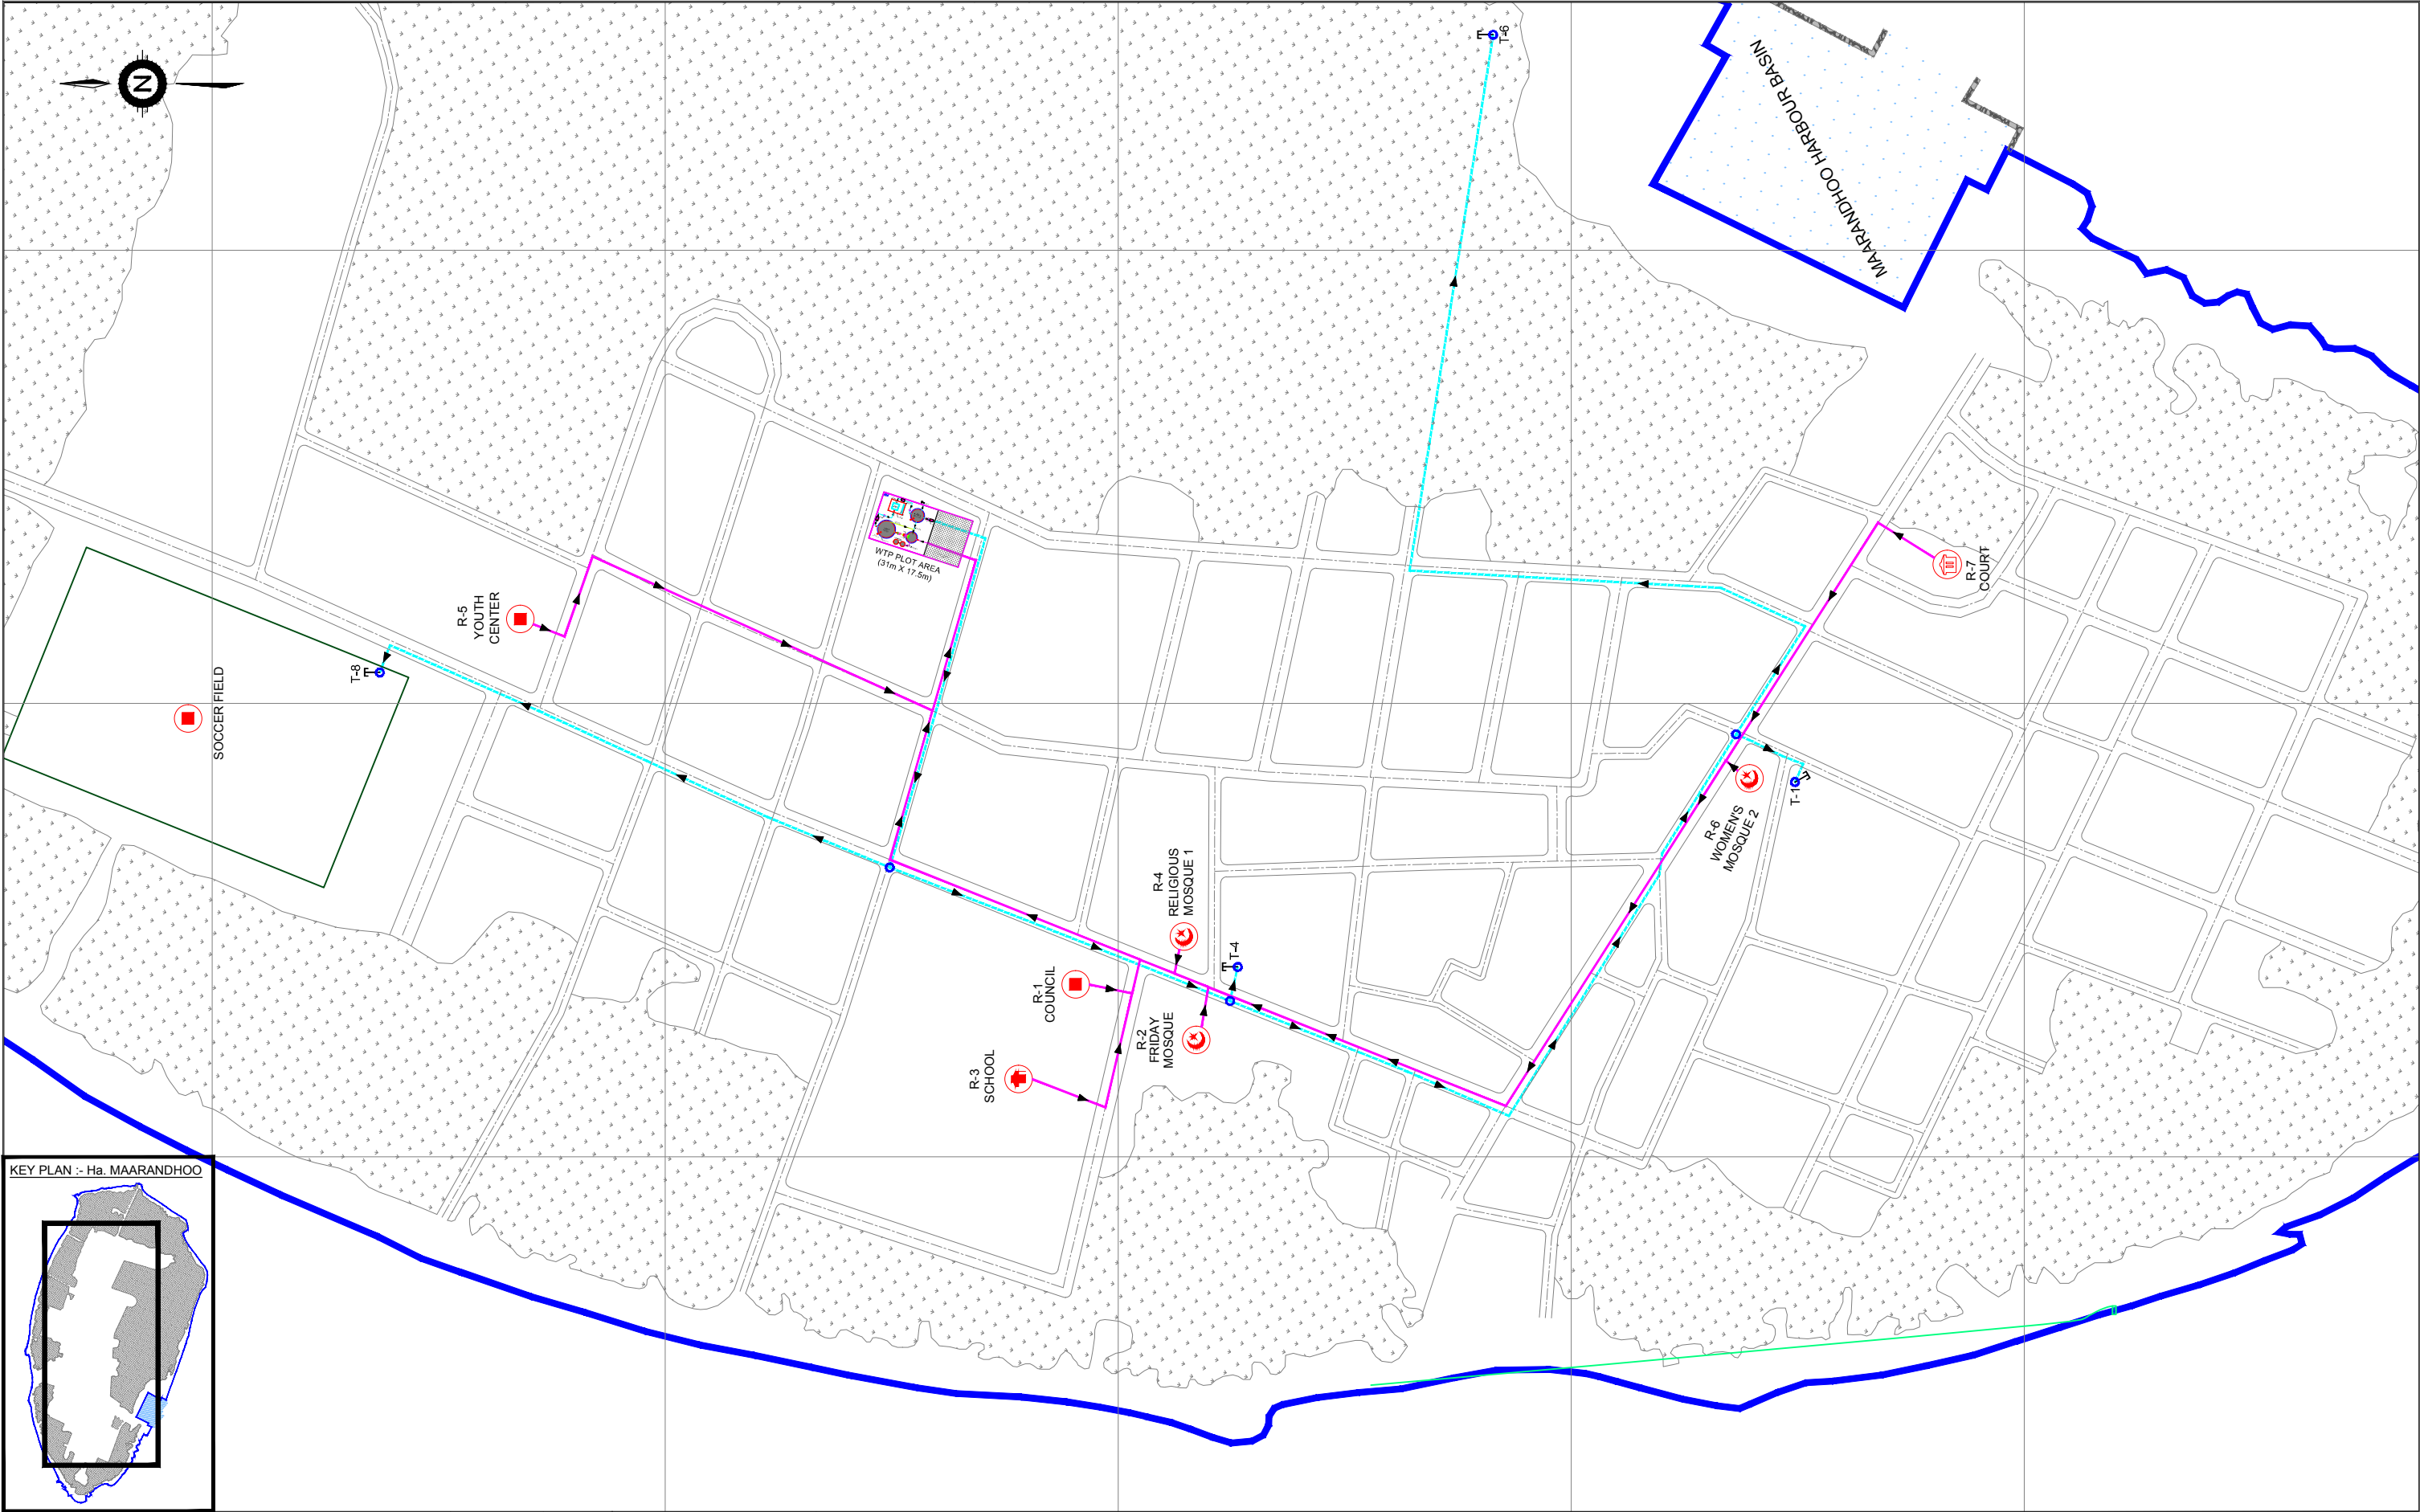 N
T-6
MAARANDHOO HARBOUR BASIN
WTP PLOT AREA
(31m X 17.5m)
R-5
YOUTH
CENTER
T-8
SOCCER FIELD
R-7
COURT
R-6
WOMEN'S
MOSQUE 2
T-1
R-4
RELIGIOUS
MOSQUE 1
T-4
R-1
COUNCIL
R-2
FRIDAY
MOSQUE
R-3
SCHOOL
KEY PLAN :- Ha. MAARANDHOO